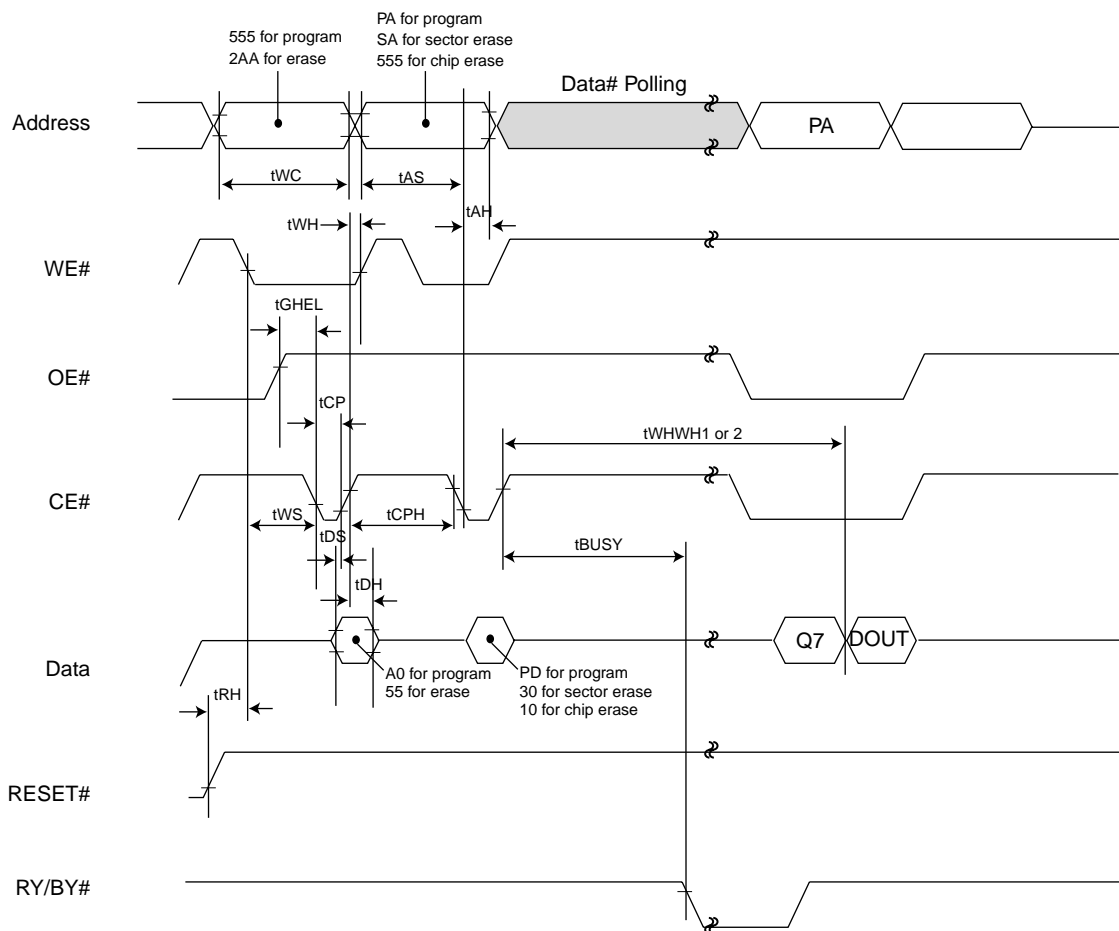 555 for program
2AA for erase
PA for program
SA for sector erase
555 for chip erase
Data# Polling
Address
PA
tWC
tAS
tWH
tAH
WE#
tGHEL
OE#
tCP
tWHWH1 or 2
CE#
tWS
tCPH
tDS
tBUSY
tDH
Q7
DOUT
Data
A0 for program
55 for erase
PD for program
30 for sector erase
10 for chip erase
tRH
RESET#
RY/BY#